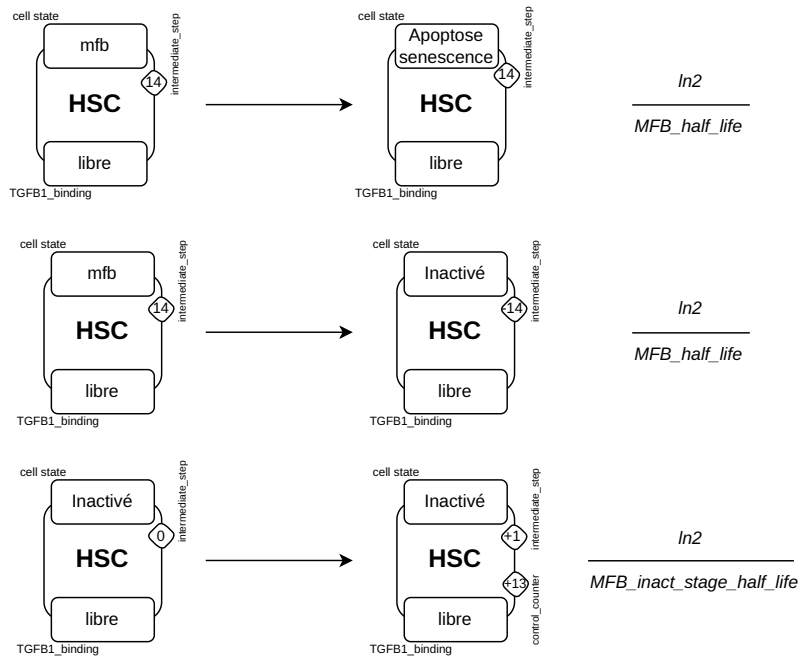 cell state
mfb
14
intermediate_step
HSC
libre
TGFB1_binding
cell state
Apoptose
senescence
14
intermediate_step
HSC
libre
TGFB1_binding
ln2
MFB_half_life
cell state
mfb
14
intermediate_step
HSC
libre
TGFB1_binding
cell state
Inactivé
-14
intermediate_step
HSC
libre
TGFB1_binding
ln2
MFB_half_life
cell state
Inactivé
0
intermediate_step
HSC
libre
TGFB1_binding
cell state
Inactivé
+1
intermediate_step
HSC
+13
control_counter
libre
TGFB1_binding
ln2
MFB_inact_stage_half_life